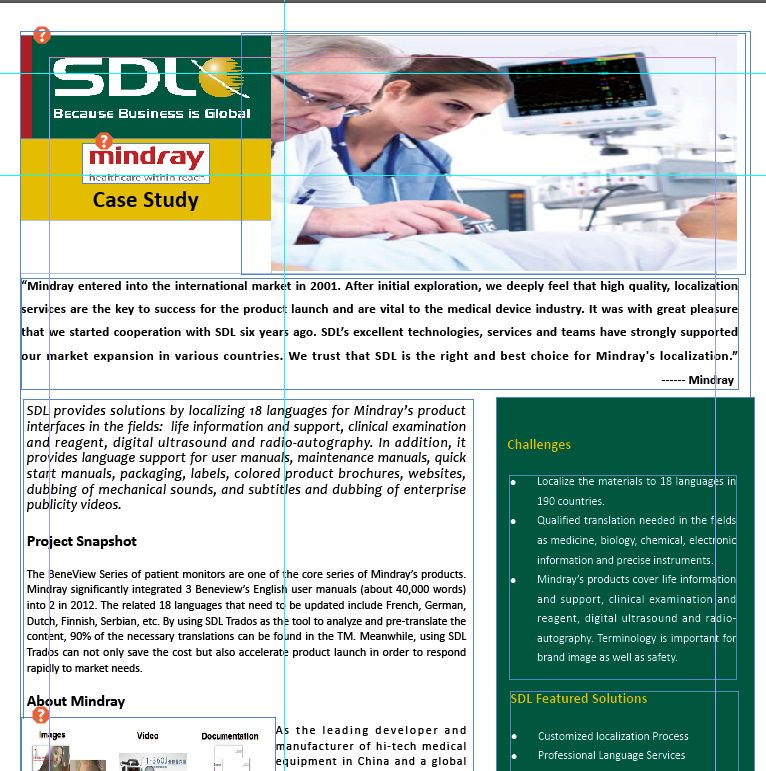 SDL
Because Business is Global
mindray
healthcare within reach
Case Study
“Mindray entered into the international market in 2001. After initial exploration, we deeply feel that high quality, localization
services are the key to success for the product launch and are vital to the medical device industry. It was with great pleasure
that we started cooperation with SDL six years ago. SDL’s excellent technologies, services and teams have strongly supported
our market expansion in various countries. We trust that SDL is the right and best choice for Mindray's localization.”
------ Mindray
SDL provides solutions by localizing 18 languages for Mindray’s product
interfaces in the fields: life information and support, clinical examination
and reagent, digital ultrasound and radio-autography. In addition, it
provides language support for user manuals, maintenance manuals, quick
start manuals, packaging, labels, colored product brochures, websites,
dubbing of mechanical sounds, and subtitles and dubbing of enterprise
publicity videos.
Project Snapshot
The BeneView Series of patient monitors are one of the core series of Mindray’s products.
Mindray significantly integrated 3 Beneview’s English user manuals (about 40,000 words)
into 2 in 2012. The related 18 languages that need to be updated include French, German,
Dutch, Finnish, Serbian, etc. By using SDL Trados as the tool to analyze and pre-translate the
content, 90% of the necessary translations can be found in the TM. Meanwhile, using SDL
Trados can not only save the cost but also accelerate product launch in order to respond
rapidly to market needs.
About Mindray
Images
Video
Documentation
As the leading developer and
manufacturer of hi-tech medical
equipment in China and a global
Challenges
● Localize the materials to 18 languages in
190 countries.
● Qualified translation needed in the fields
as medicine, biology, chemical, electronic
information and precise instruments.
● Mindray’s products cover life information
and support, clinical examination and
reagent, digital ultrasound and radio-
autography. Terminology is important for
brand image as well as safety.
SDL Featured Solutions
● Customized localization Process
● Professional Language Services